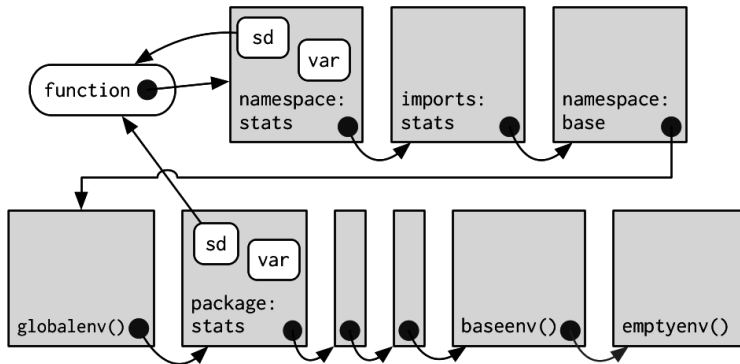 sd
var
function
namespace:
stats
imports:
stats
namespace:
base
sd
var
package:
stats
globalenv()
baseenv()
emptyenv()